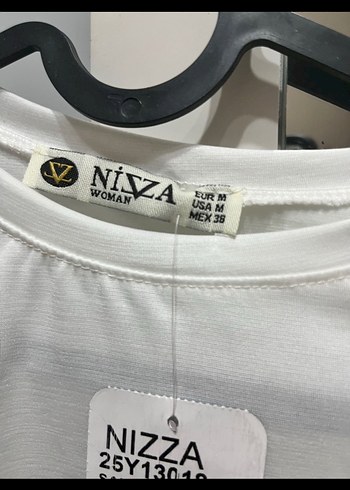 NİZZA
WOMAN
EUR M
USA M
MEX 38
NIZZA